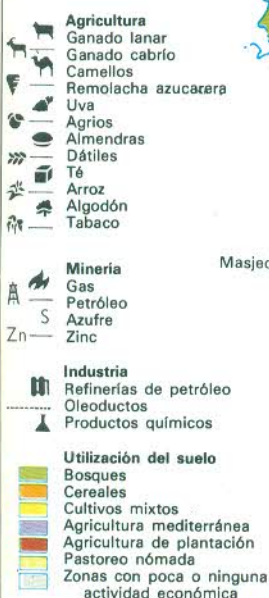 Agricultura
Ganado lanar
Ganado cabrío
Camellos
Remolacha azucarera
Uva
Agrios
Almendras
Dátiles
Té
Arroz
Algodón
Tabaco
Masjed
Minería
Gas
Petróleo
S Azufre
Zn Zinc
Industria
Refinerías de petróleo
Oleoductos
Productos químicos
Utilización del suelo
Bosques
Cereales
Cultivos mixtos
Agricultura mediterránea
Agricultura de plantación
Pastoreo nómada
Zonas con poca o ninguna
actividad económica